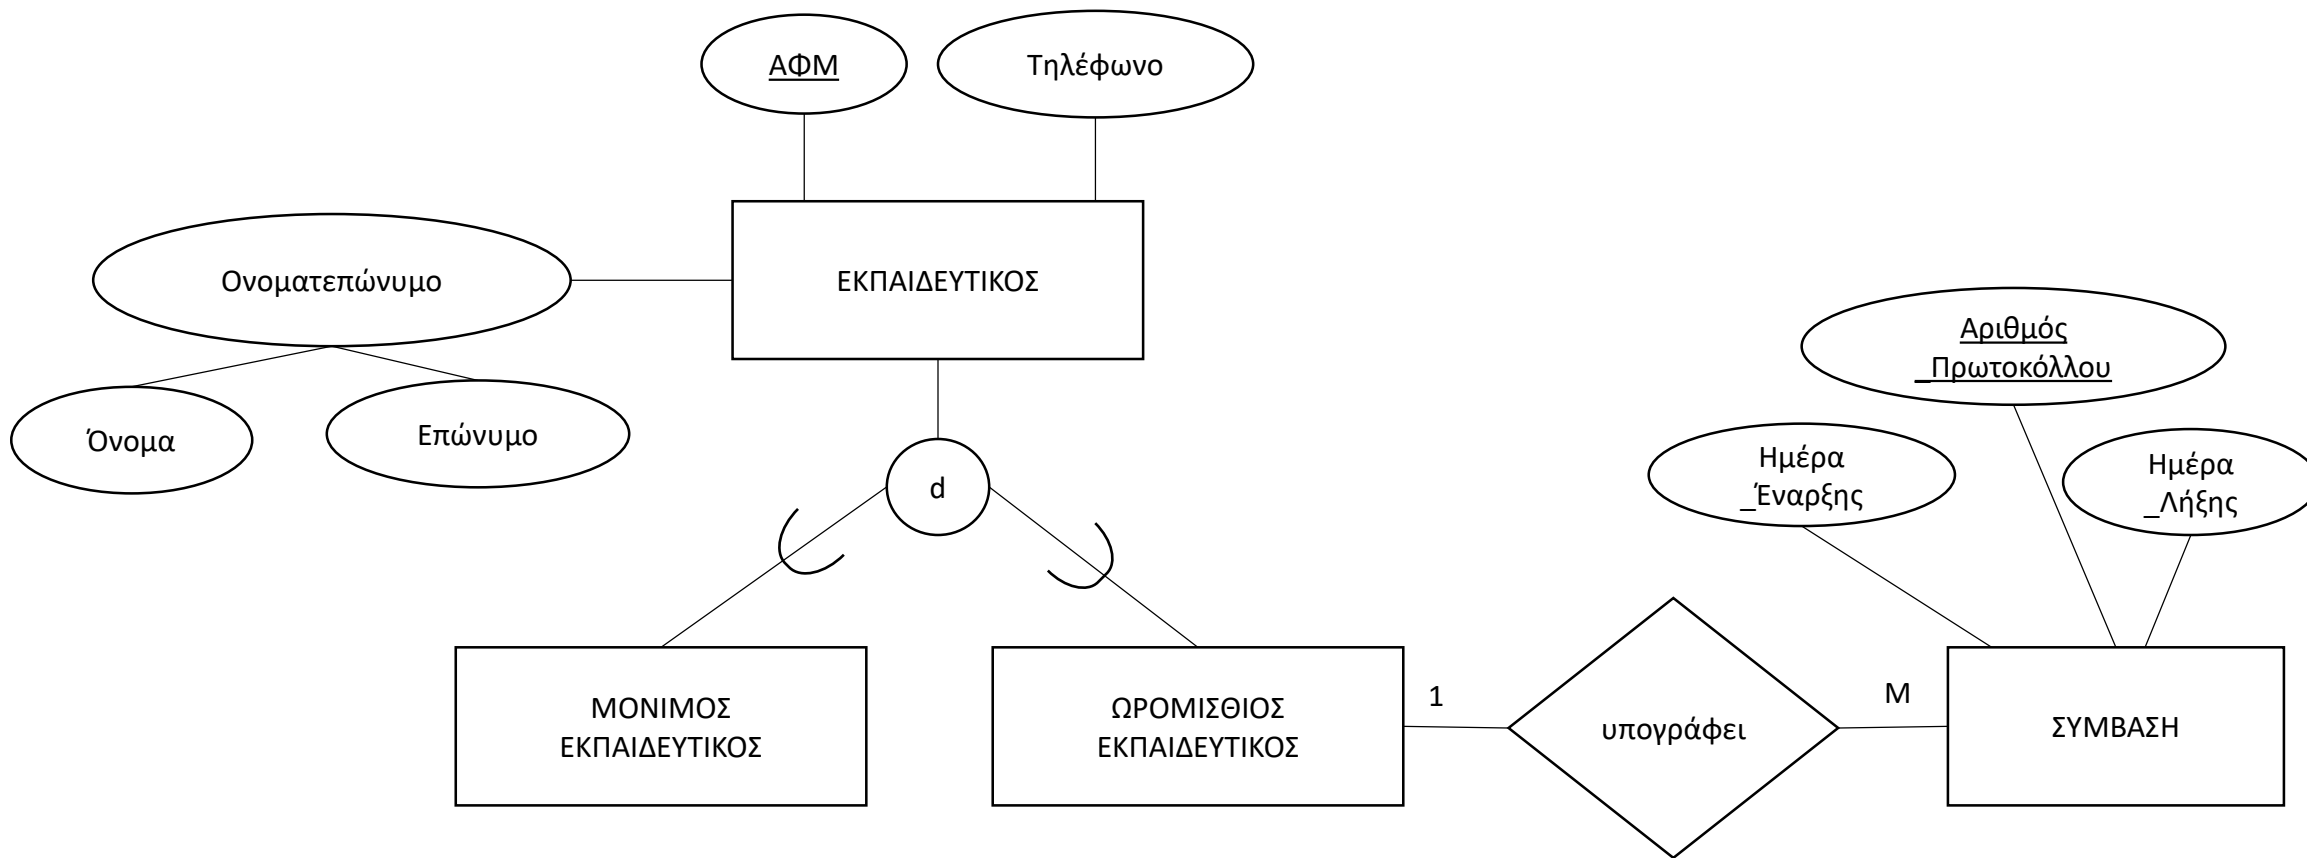 ΑΦΜ
Τηλέφωνο
Ονοματεπώνυμο
ΕΚΠΑΙΔΕΥΤΙΚΟΣ
Όνομα
Επώνυμο
Αριθμός
_Πρωτοκόλλου
Ημέρα
_Έναρξης
Ημέρα
_Λήξης
d
ΜΟΝΙΜΟΣ
ΕΚΠΑΙΔΕΥΤΙΚΟΣ
ΩΡΟΜΙΣΘΙΟΣ
ΕΚΠΑΙΔΕΥΤΙΚΟΣ
1
υπογράφει
M
ΣΥΜΒΑΣΗ